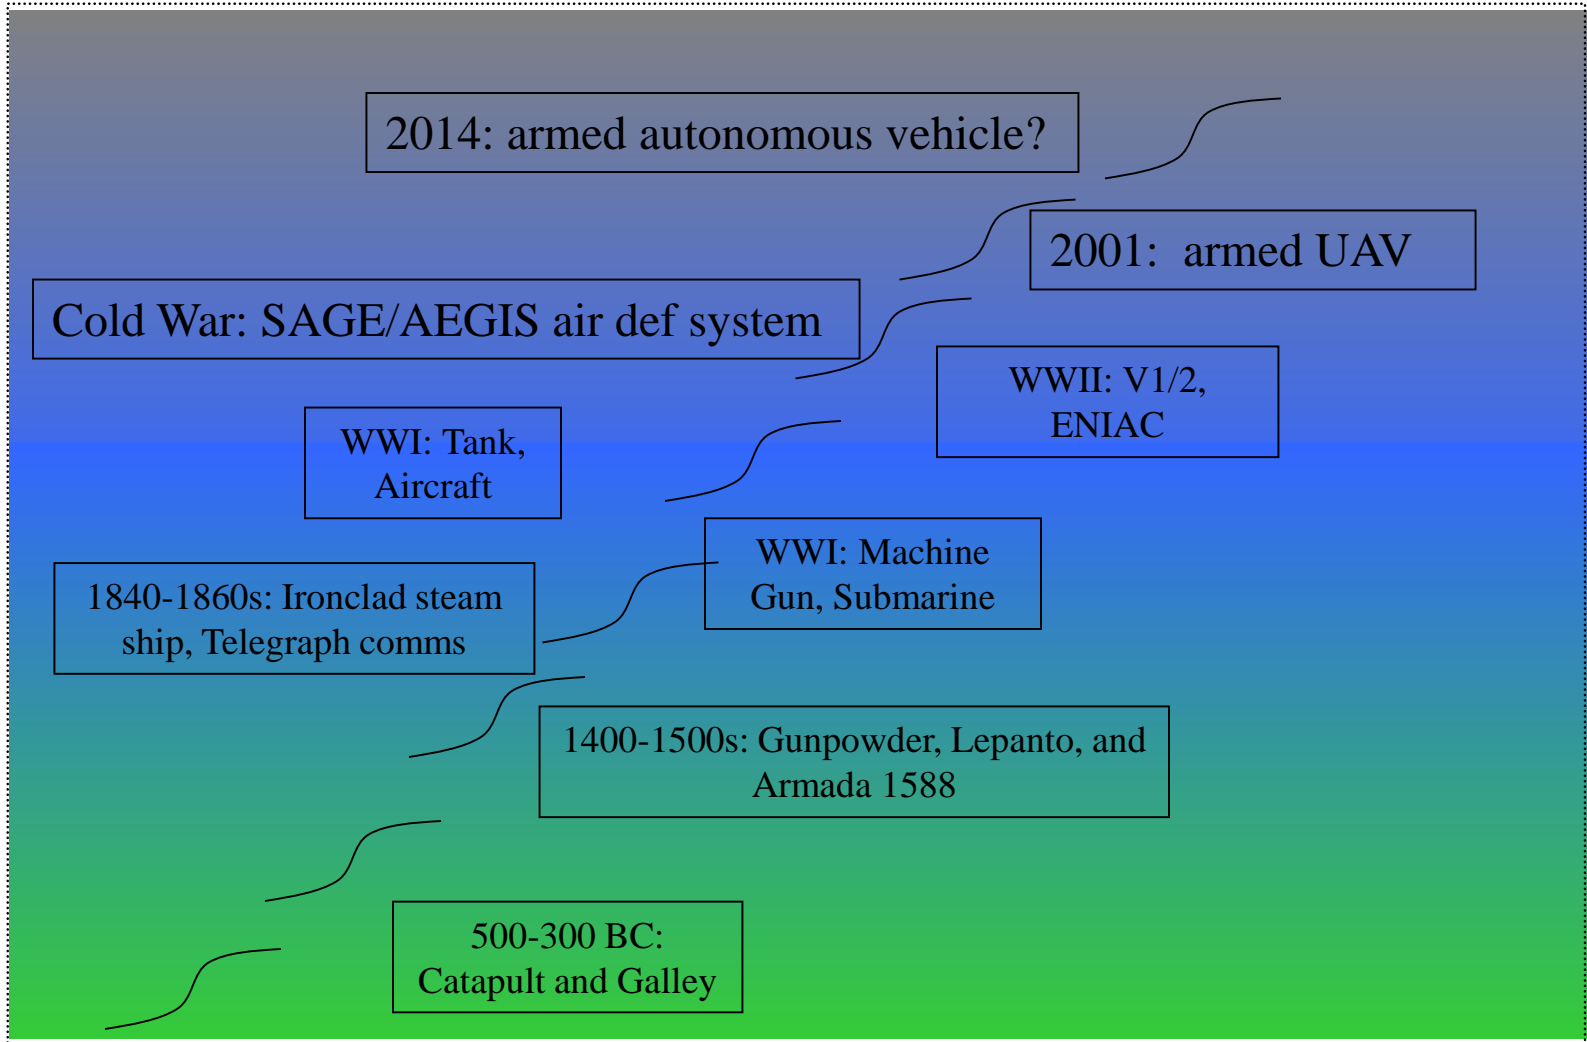 2014: armed autonomous vehicle?
2001:  armed UAV
Cold War: SAGE/AEGIS air def system
WWII: V1/2,
ENIAC
WWI: Tank,
Aircraft
WWI: Machine
Gun, Submarine
1840-1860s: Ironclad steam
ship, Telegraph comms
1400-1500s: Gunpowder, Lepanto, and
Armada 1588
500-300 BC:
Catapult and Galley